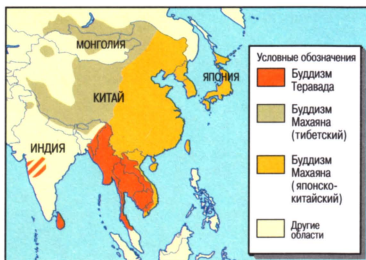 МОНГОЛИЯ
КИТАЙ
ЯПОНИЯ
ИНДИЯ
Условные обозначения
Буддизм
Теравада
Буддизм
Махаяна
(тибетский)
Буддизм
Махаяна
(японско-
китайский)
Другие
области